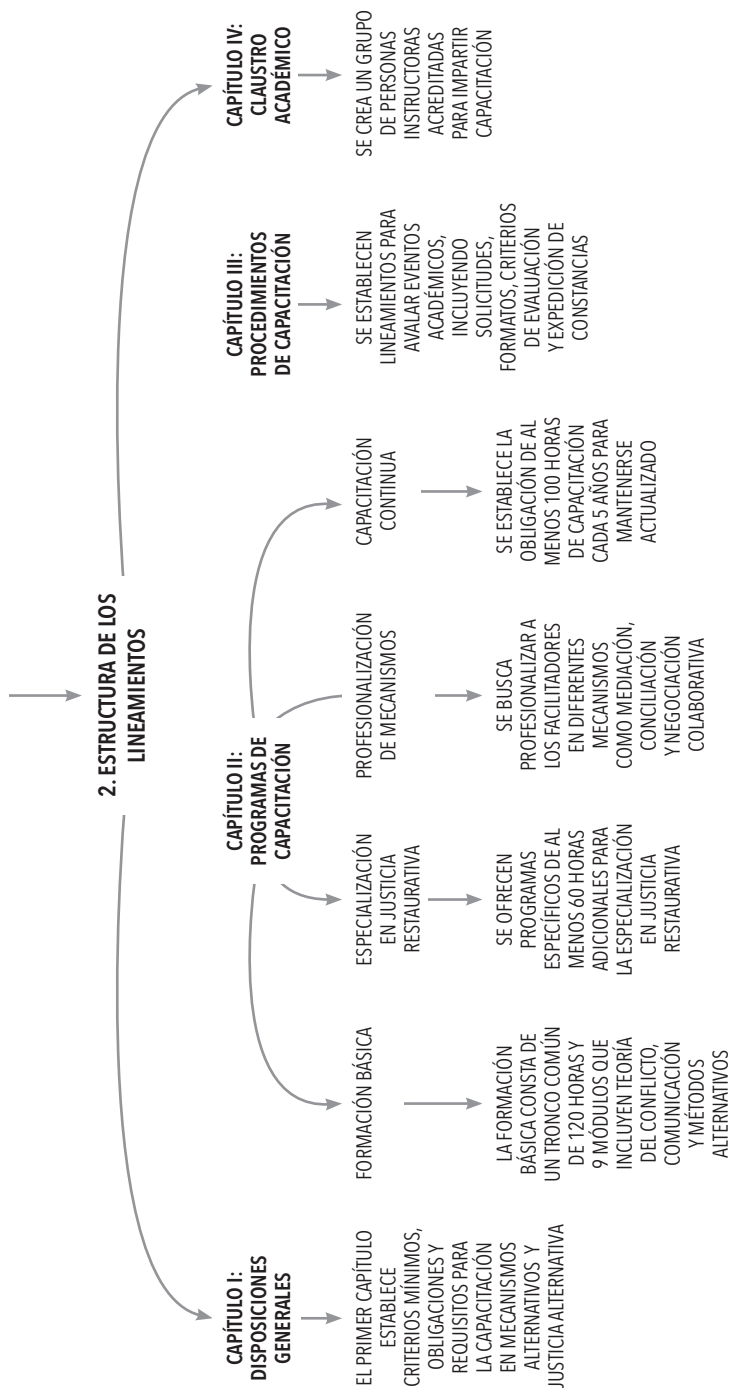 2. ESTRUCTURA DE LOS
LINEAMIENTOS
CAPÍTULO I:
DISPOSICIONES
GENERALES
EL PRIMER CAPÍTULO
ESTABLECE
CRITERIOS MÍNIMOS,
OBLIGACIONES Y
REQUISITOS PARA
LA CAPACITACIÓN
EN MECANISMOS
ALTERNATIVOS Y
JUSTICIA ALTERNATIVA
CAPÍTULO II:
PROGRAMAS DE
CAPACITACIÓN
FORMACIÓN BÁSICA
LA FORMACIÓN
BÁSICA CONSTA DE
UN TRONCO COMÚN
DE 120 HORAS Y
9 MÓDULOS QUE
INCLUYEN TEORÍA
DEL CONFLICTO,
COMUNICACIÓN
Y MÉTODOS
ALTERNATIVOS
ESPECIALIZACIÓN
EN JUSTICIA
RESTAURATIVA
SE OFRECEN
PROGRAMAS
ESPECÍFICOS DE AL
MENOS 60 HORAS
ADICIONALES PARA
LA ESPECIALIZACIÓN
EN JUSTICIA
RESTAURATIVA
PROFESIONALIZACIÓN
DE MECANISMOS
SE BUSCA
PROFESIONALIZAR A
LOS FACILITADORES
EN DIFERENTES
MECANISMOS
COMO MEDIACIÓN,
CONCILIACIÓN
Y NEGOCIACIÓN
COLABORATIVA
CAPACITACIÓN
CONTINUA
SE ESTABLECE LA
OBLIGACIÓN DE AL
MENOS 100 HORAS
DE CAPACITACIÓN
CADA 5 AÑOS PARA
MANTENERSE
ACTUALIZADO
CAPÍTULO III:
PROCEDIMIENTOS
DE CAPACITACIÓN
SE ESTABLECEN
LINEAMIENTOS PARA
AVALAR EVENTOS
ACADÉMICOS,
INCLUYENDO
SOLICITUDES,
FORMATOS, CRITERIOS
DE EVALUACIÓN
Y EXPEDICIÓN DE
CONSTANCIAS
CAPÍTULO IV:
CLAUSTRO
ACADÉMICO
SE CREA UN GRUPO
DE PERSONAS
INSTRUCTORAS
ACREDITADAS
PARA IMPARTIR
CAPACITACIÓN